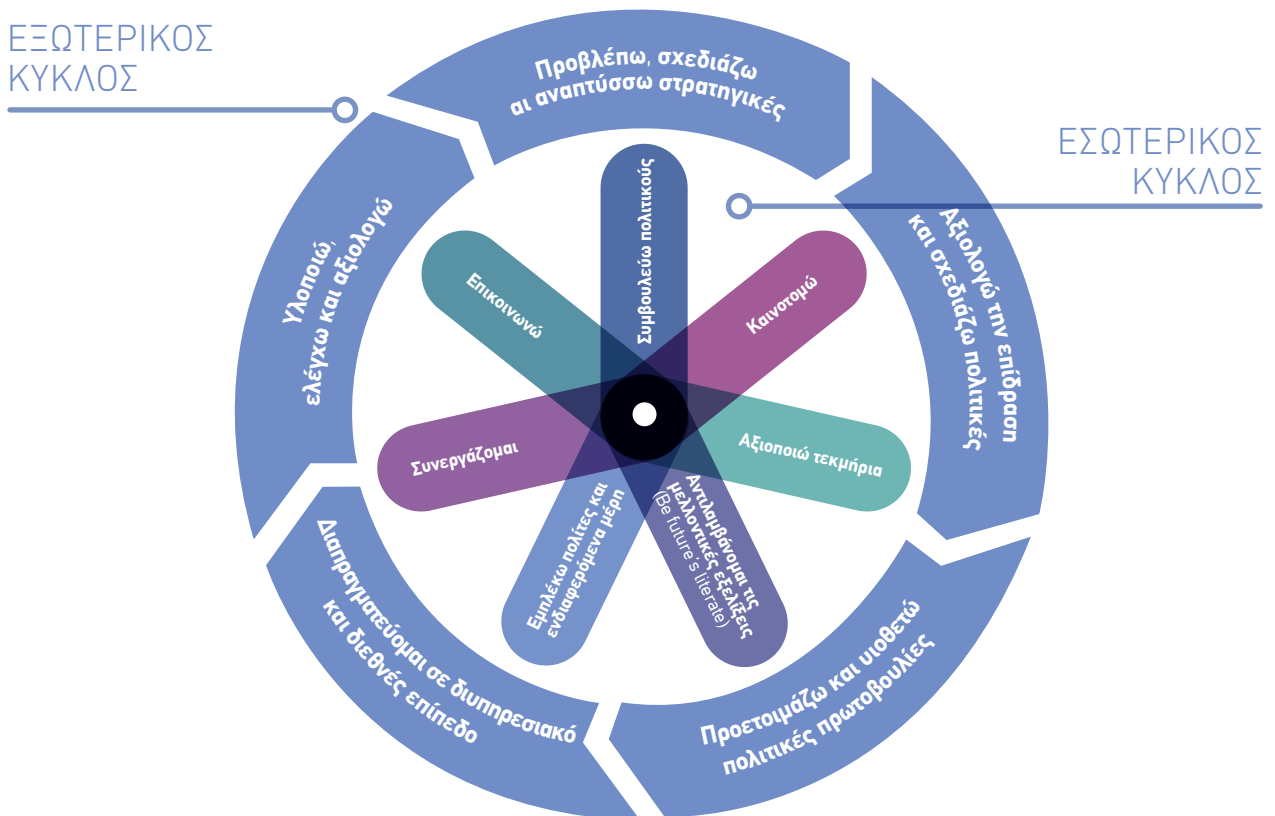 ΕΞΩΤΕΡΙΚΟΣ
ΚΥΚΛΟΣ
Προβλέπω, σχεδιάζω
αι αναπτύσσω στρατηγικές
ΕΣΩΤΕΡΙΚΟΣ
ΚΥΚΛΟΣ
Αξιολογώ την επίδραση
και σχεδιάζω πολιτικές
Προετοιμάζω και υιοθετώ
πολιτικές πρωτοβουλίες
Διαπραγματεύομαι σε διυπηρεσιακό
και διεθνές επίπεδο
Υλοποιώ,
ελέγχω και αξιολογώ
Συμβουλεύω πολιτικούς
Καινοτομώ
Αξιοποιώ τεκμήρια
Αντιλαμβάνομαι τις
μελλοντικές εξελίξεις
(Be future's literate)
Εμπλέκω πολίτες και
ενδιαφερόμενα μέρη
Συνεργάζομαι
Επικοινωνώ